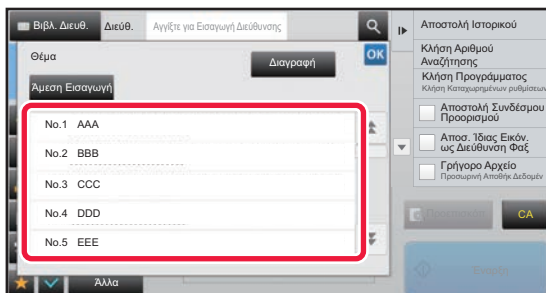 Βιβλ. Διευθ. Διεύθ. Αγγίξτε για Εισαγωγή Διεύθυνσης
Θέμα Διαγραφή OK
Άμεση Εισαγωγή
No.1 AAA
No.2 BBB
No.3 CCC
No.4 DDD
No.5 EEE
Άλλα
Αποστολή Ιστορικού
Κλήση Αριθμού
Αναζήτησης
Κλήση Προγράμματος
Κλήση Καταχωρημένων ρυθμίσεων
Αποστολή Συνδέσμου
Προορισμού
Αποσ. Ίδιας Εικόν.
ως Διεύθυνση Φαξ
Γρήγορο Αρχείο
Προσωρινή Αποθήκ Δεδομέν
CA